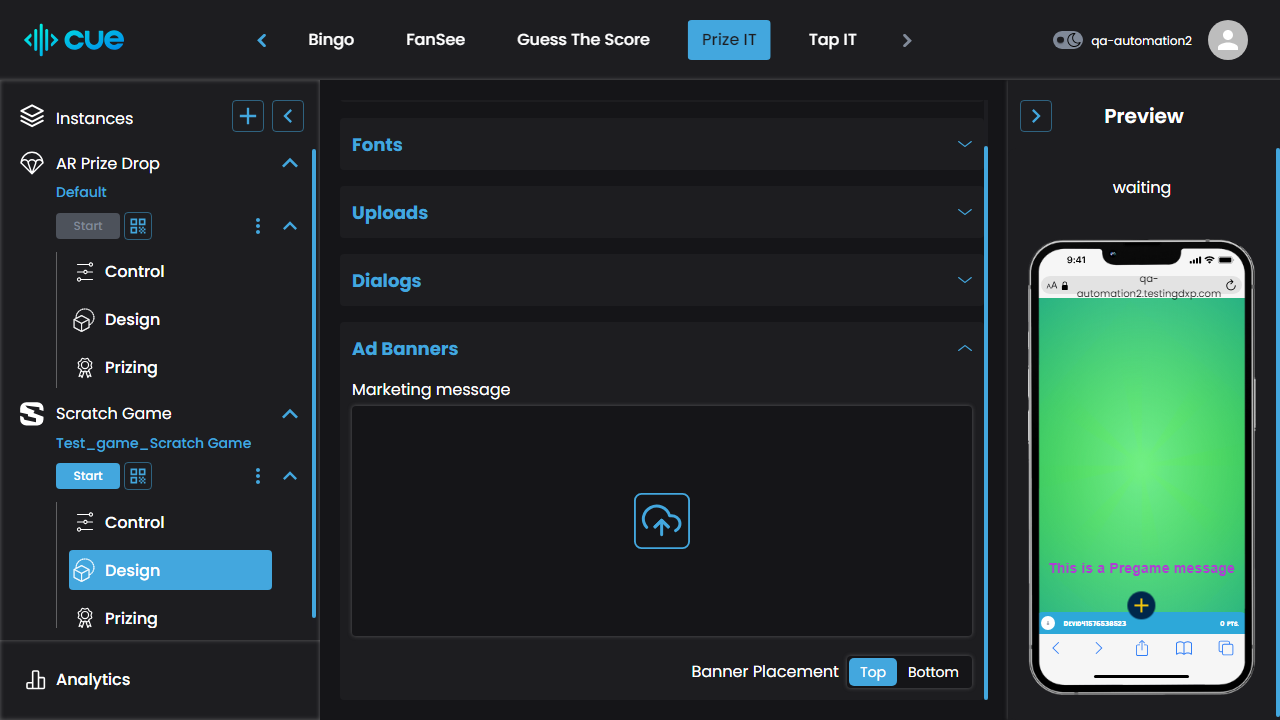 cue
Bingo
FanSee
Guess The Score
Prize IT
Tap IT
qa-automation2
Instances
AR Prize Drop
Default
Start
Control
Design
Prizing
Scratch Game
Test_game_Scratch Game
Start
Control
Design
Prizing
Analytics
Fonts
Uploads
Dialogs
Ad Banners
Marketing message
Banner Placement
Top
Bottom
Preview
waiting
9:41
AA
qa-
automation2.testingdxp.com
This is a Pregame message
0 PTS.